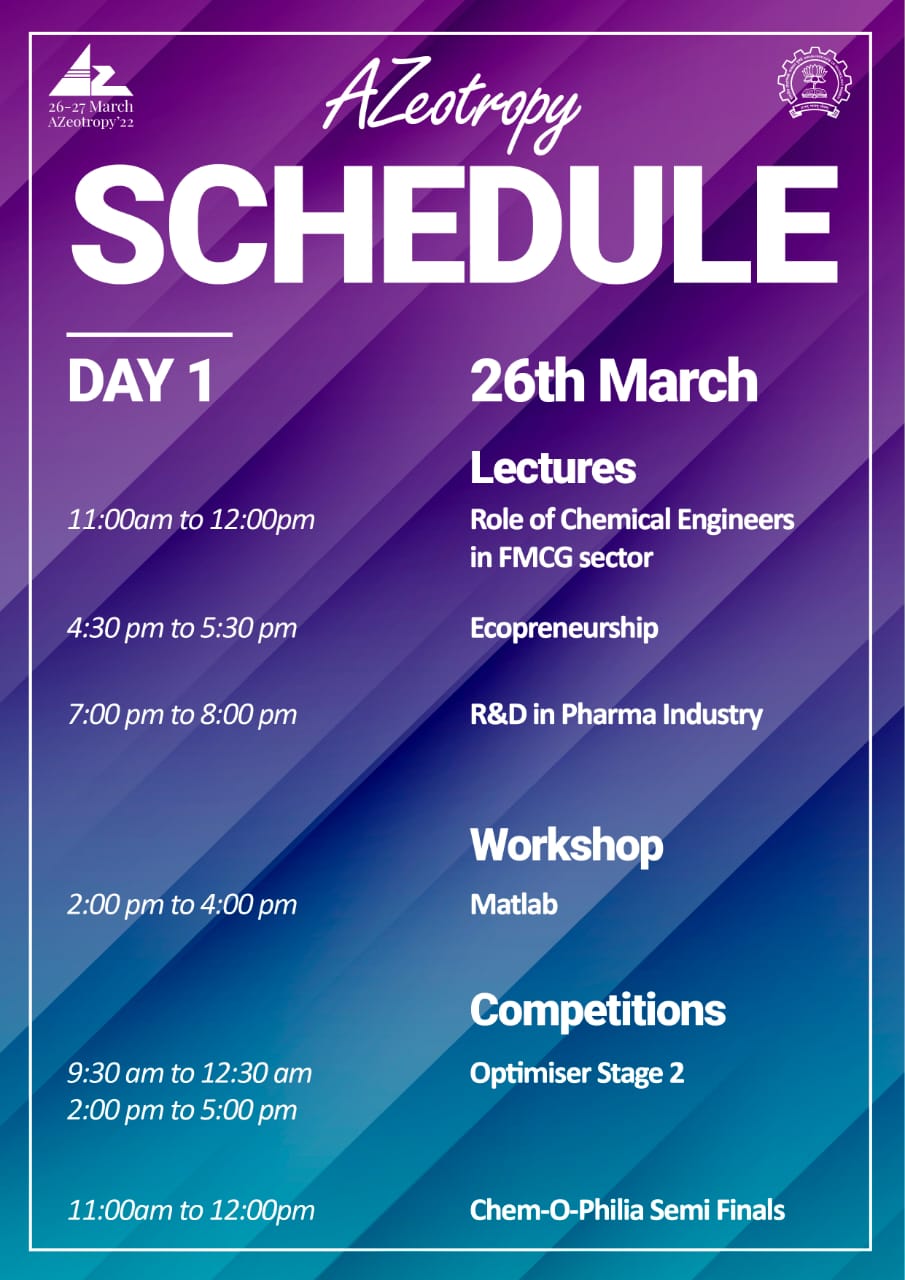 26-27 March
AZeotropy'22
AZeotropy
SCHEDULE
DAY 1
26th March
Lectures
11:00am to 12:00pm
Role of Chemical Engineers
in FMCG sector
4:30 pm to 5:30 pm
Ecopreneurship
7:00 pm to 8:00 pm
R&D in Pharma Industry
Workshop
2:00 pm to 4:00 pm
Matlab
Competitions
9:30 am to 12:30 am
Optimiser Stage 2
2:00 pm to 5:00 pm
11:00am to 12:00pm
Chem-O-Philia Semi Finals